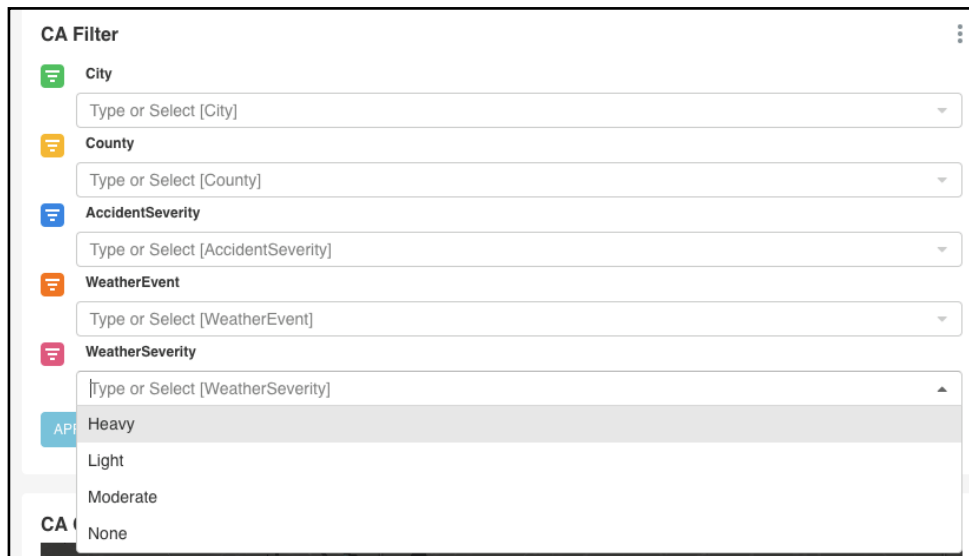 CA Filter
City
Type or Select [City]
County
Type or Select [County]
AccidentSeverity
Type or Select [AccidentSeverity]
WeatherEvent
Type or Select [WeatherEvent]
WeatherSeverity
Type or Select [WeatherSeverity]
Heavy
Light
Moderate
None
CA